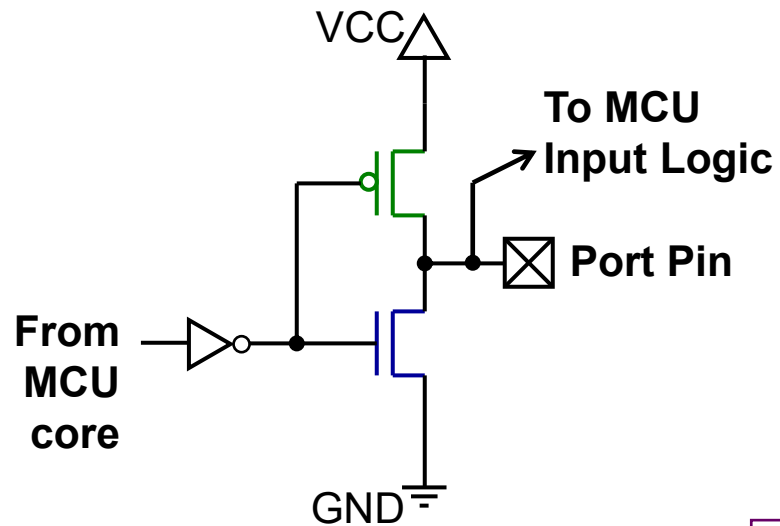 VCC
To MCU
Input Logic
Port Pin
From
MCU
core
GND